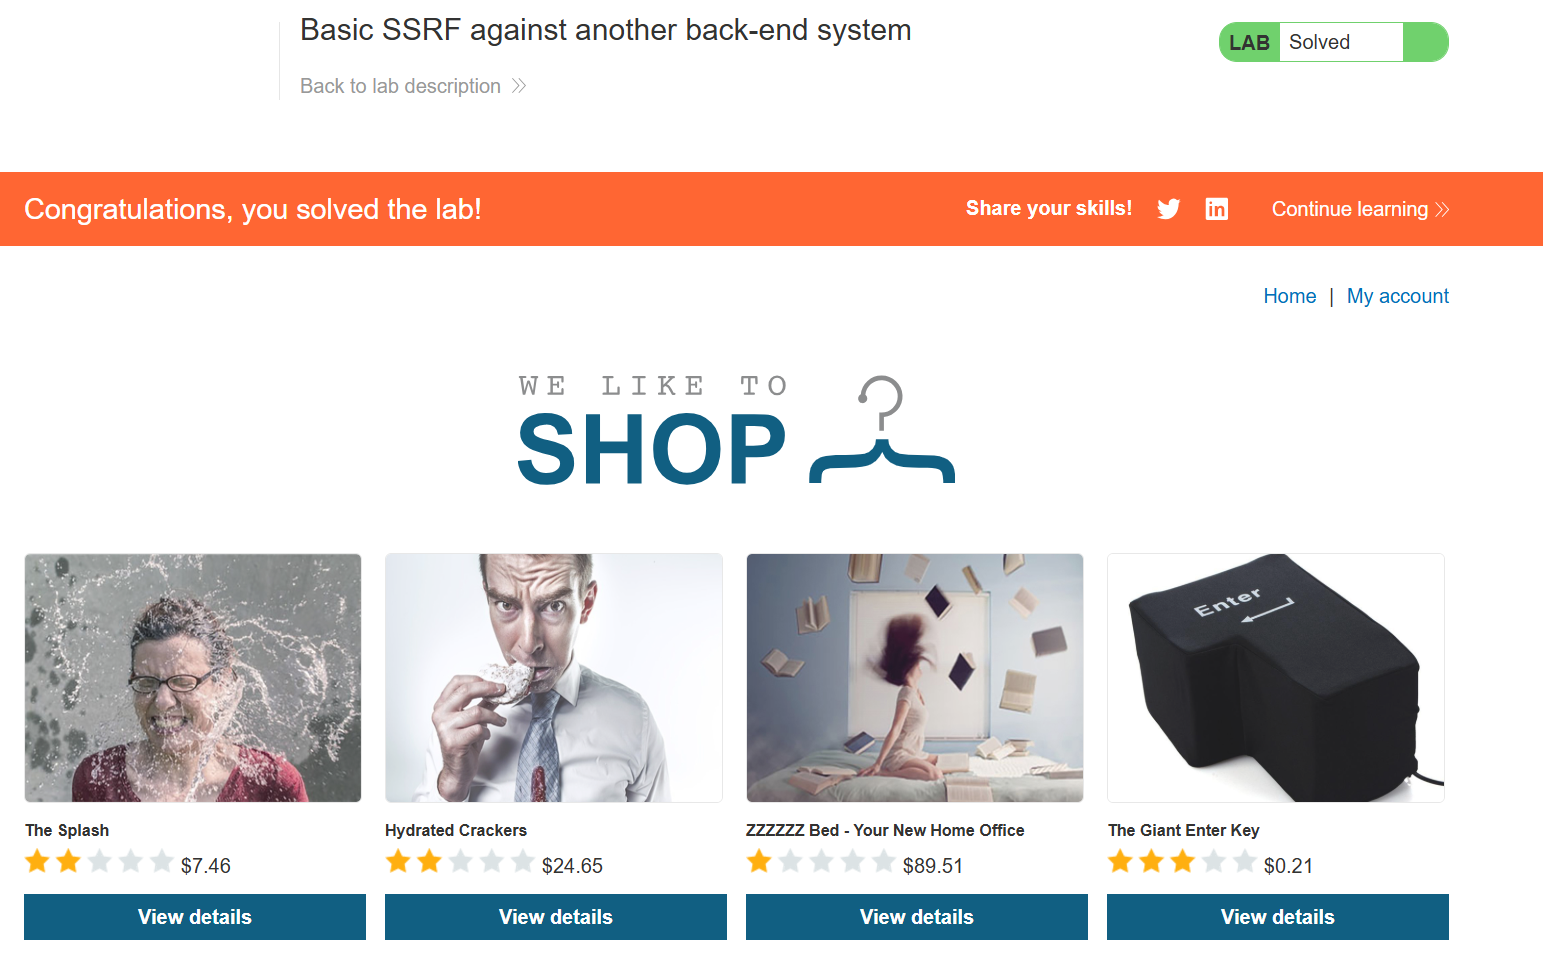 Basic SSRF against another back-end system
LAB Solved
Back to lab description
Congratulations, you solved the lab!
Share your skills!
in
Continue learning
Home | My account
WE LIKE TO
SHOP
Enter
The Splash
$7.46
View details
Hydrated Crackers
$24.65
View details
ZZZZZZ Bed - Your New Home Office
$89.51
View details
The Giant Enter Key
$0.21
View details